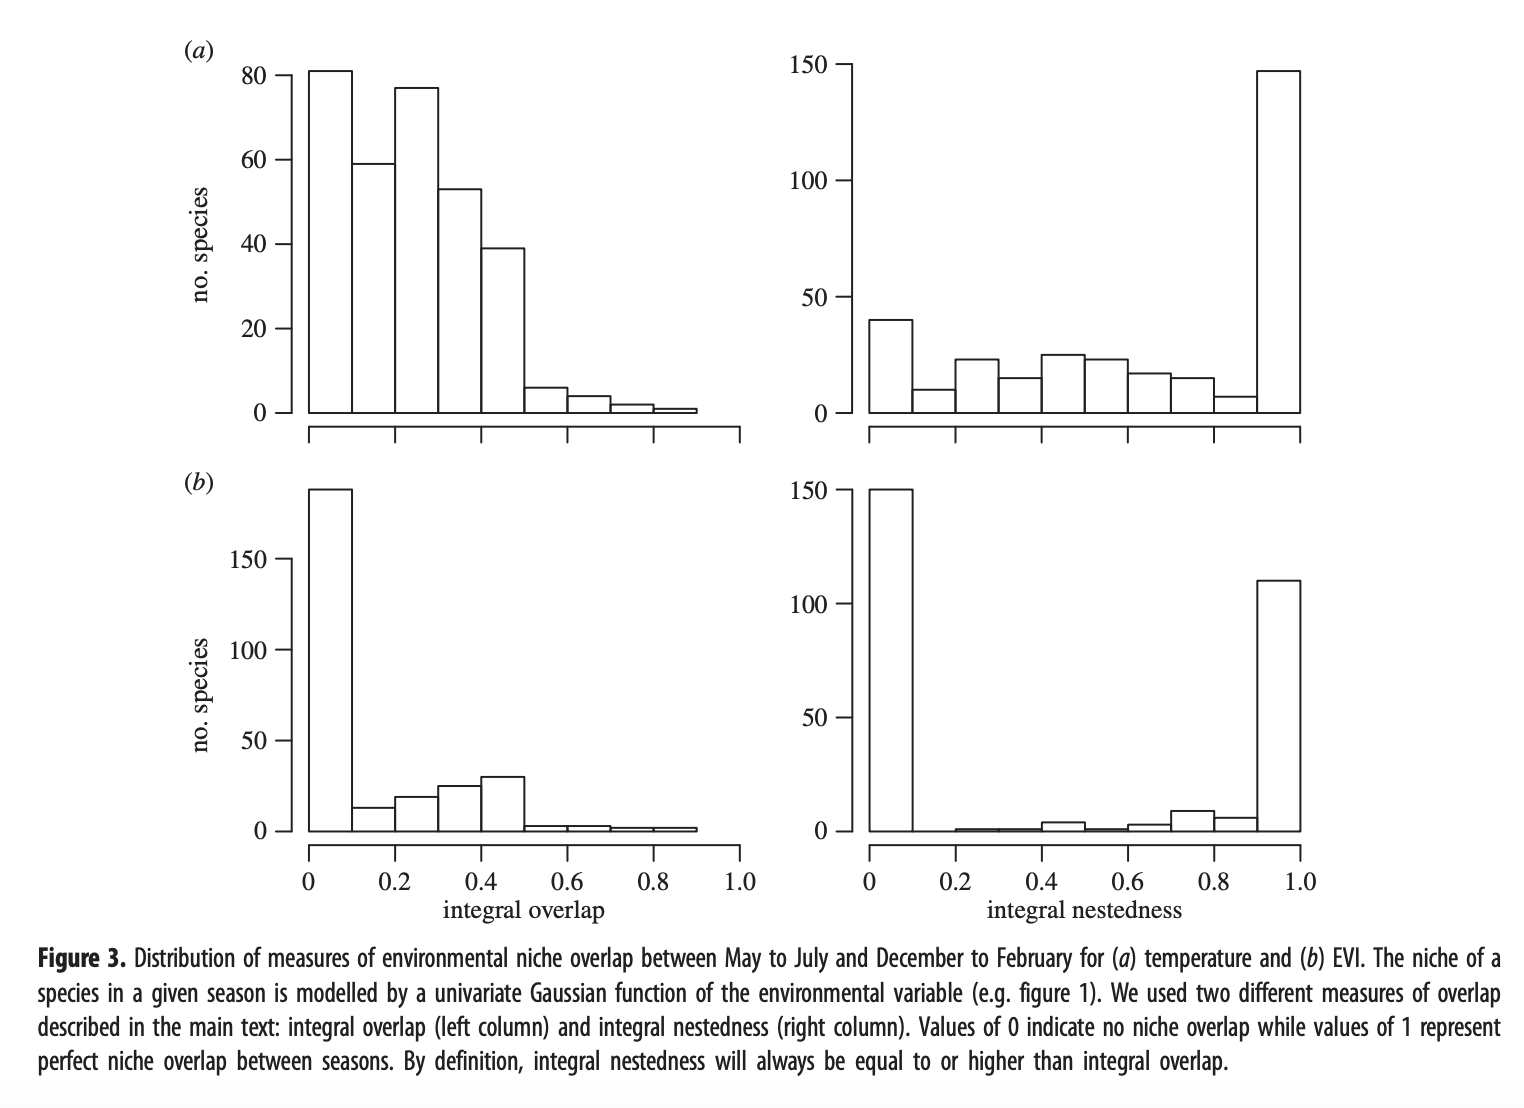 (a)
80
60
40
20
0
no. species
150
100
50
0
(b)
150
100
50
0
no. species
0 0.2 0.4 0.6 0.8 1.0
integral overlap
150
100
50
0
0 0.2 0.4 0.6 0.8 1.0
integral nestedness
Figure 3. Distribution of measures of environmental niche overlap between May to July and December to February for (a) temperature and (b) EVI. The niche of a
species in a given season is modelled by a univariate Gaussian function of the environmental variable (e.g. figure 1). We used two different measures of overlap
described in the main text: integral overlap (left column) and integral nestedness (right column). Values of 0 indicate no niche overlap while values of 1 represent
perfect niche overlap between seasons. By definition, integral nestedness will always be equal to or higher than integral overlap.